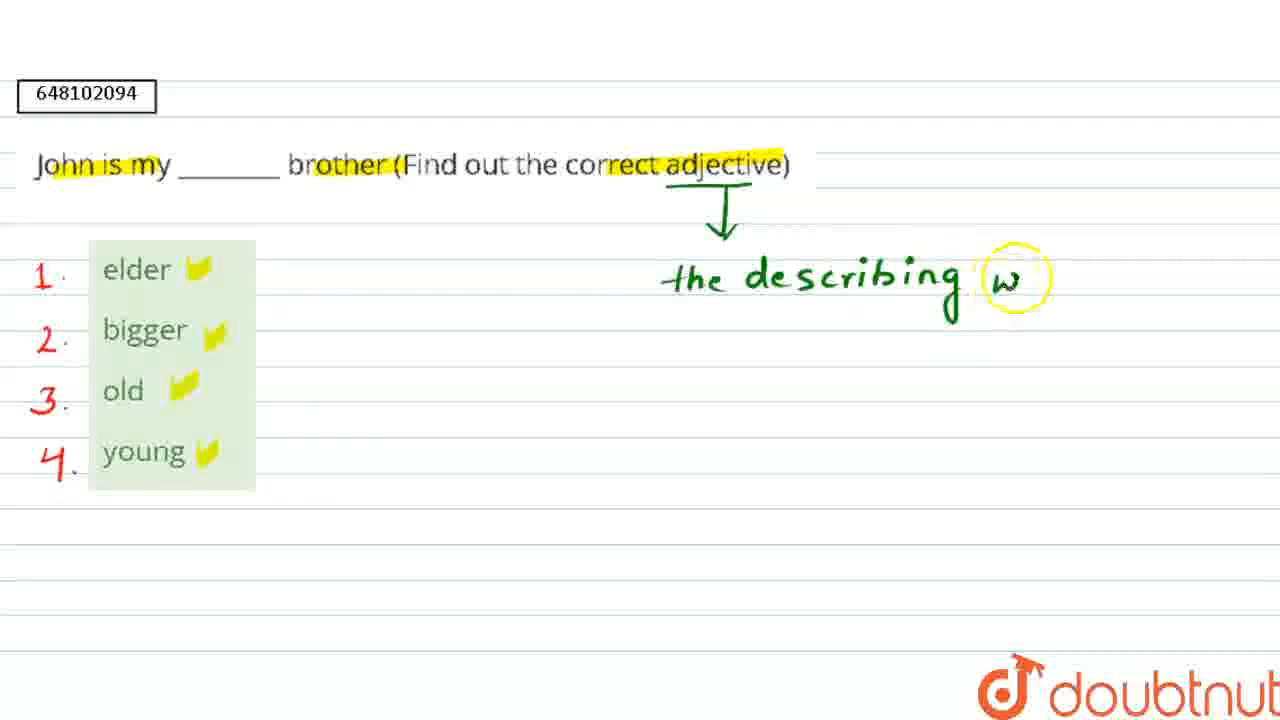 648102094
John is my ________ brother (Find out the correct adjective)
the describing w
1. elder
2. bigger
3. old
4. young
doubtnut